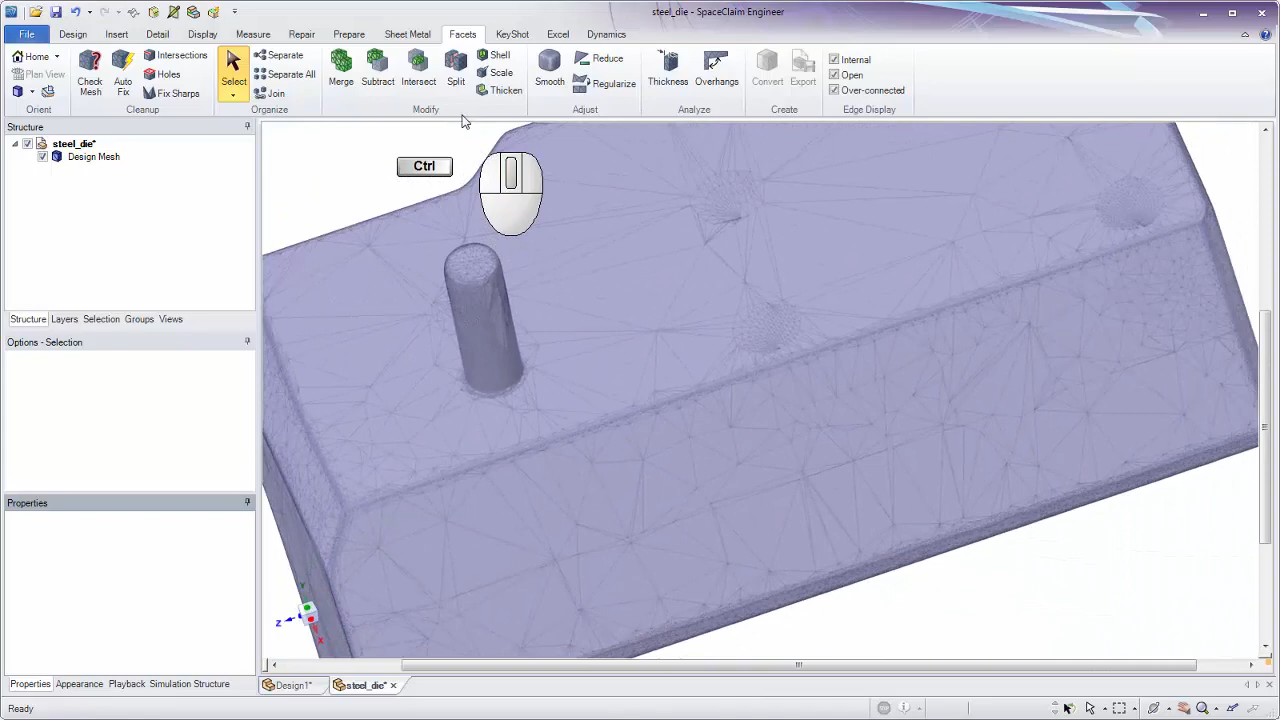 steel_die* - SpaceClaim Engineer
File Design Insert Detail Display Measure Repair Prepare Sheet Metal Facets KeyShot Excel Dynamics
Home Intersections Separate Shell Reduce Internal
Plan View Holes Separate All Scale Regularize Open
Fix Sharps Join Thicken Over-connected
Check Mesh Auto Fix Select Merge Subtract Intersect Split Smooth Thickness Overhangs Convert Export
Orient Cleanup Organize Modify Adjust Analyze Create Edge Display
Structure
steel_die*
Design Mesh
Ctrl
Structure Layers Selection Groups Views
Options - Selection
Properties
Y
Z
X
Properties Appearance Playback Simulation Structure
Design1* steel_die*
Ready